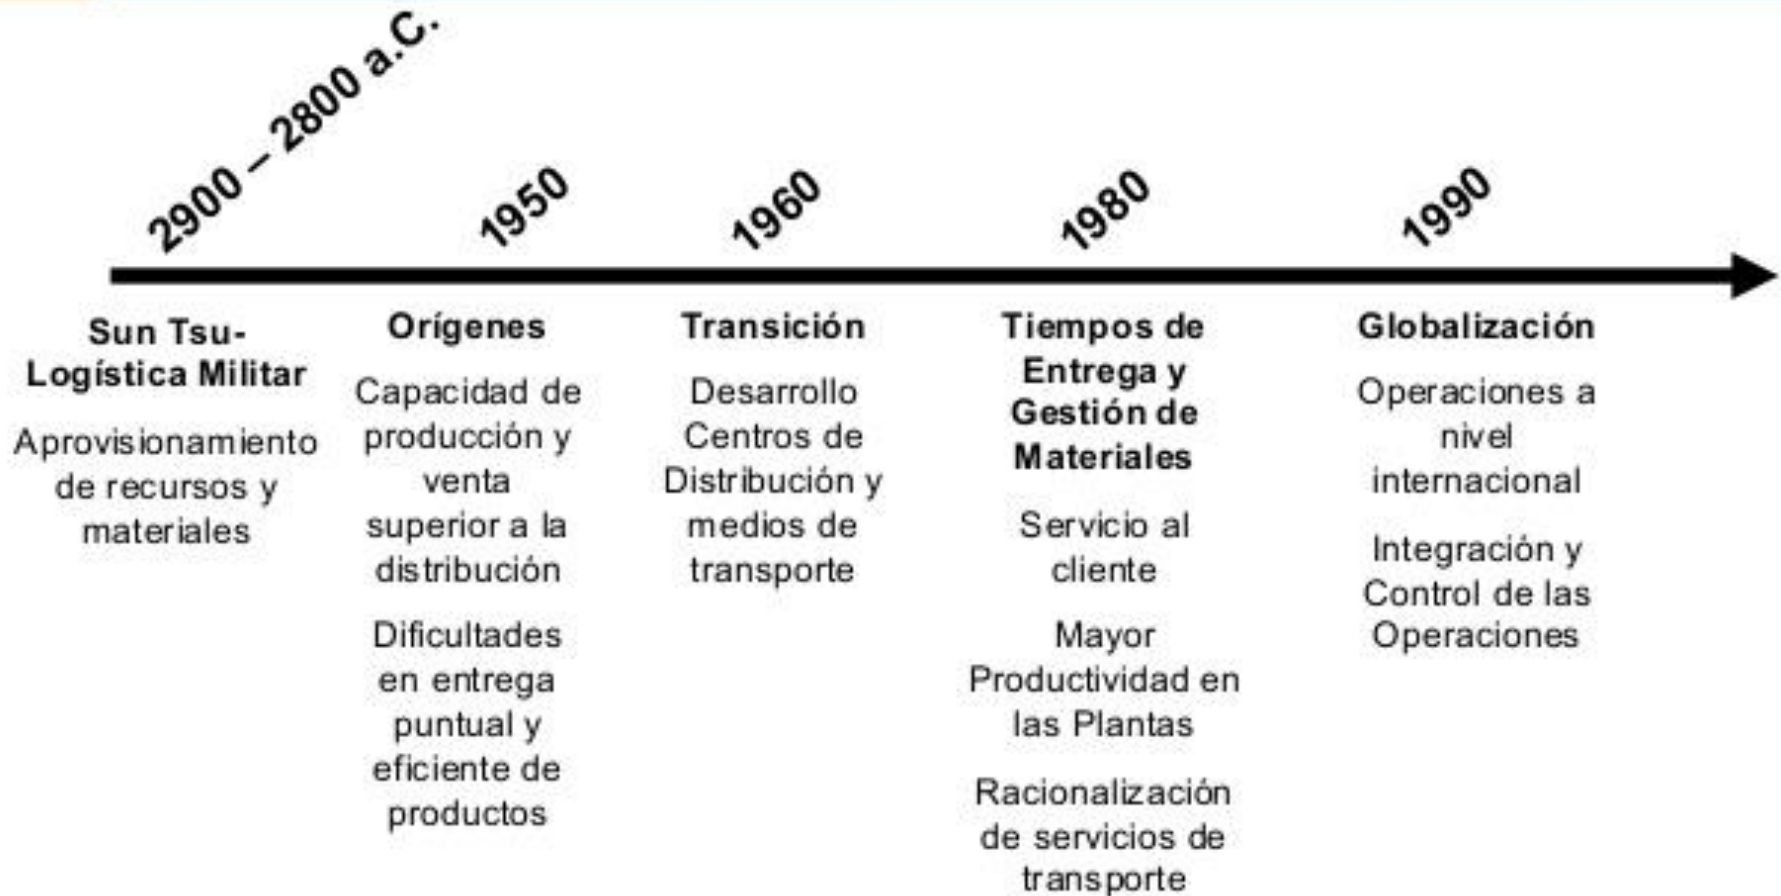 2900 – 2800 a.C.
1950
1960
1980
1990
Sun Tsu-
Logística Militar
Aprovisionamiento
de recursos y
materiales
Orígenes
Capacidad de
producción y
venta
superior a la
distribución
Dificultades
en entrega
puntual y
eficiente de
productos
Transición
Desarrollo
Centros de
Distribución y
medios de
transporte
Tiempos de
Entrega y
Gestión de
Materiales
Servicio al
cliente
Mayor
Productividad en
las Plantas
Racionalización
de servicios de
transporte
Globalización
Operaciones a
nivel
internacional
Integración y
Control de las
Operaciones